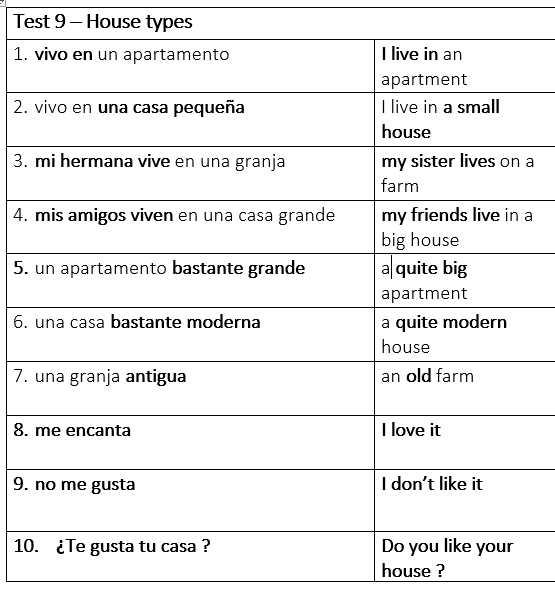 Test 9 – House types
1. vivo en un apartamento
I live in an
apartment
2. vivo en una casa pequeña
I live in a small
house
3. mi hermana vive en una granja
my sister lives on a
farm
4. mis amigos viven en una casa grande
my friends live in a
big house
5. un apartamento bastante grande
a quite big
apartment
6. una casa bastante moderna
a quite modern
house
7. una granja antigua
an old farm
8. me encanta
I love it
9. no me gusta
I don’t like it
10. ¿Te gusta tu casa ?
Do you like your
house ?